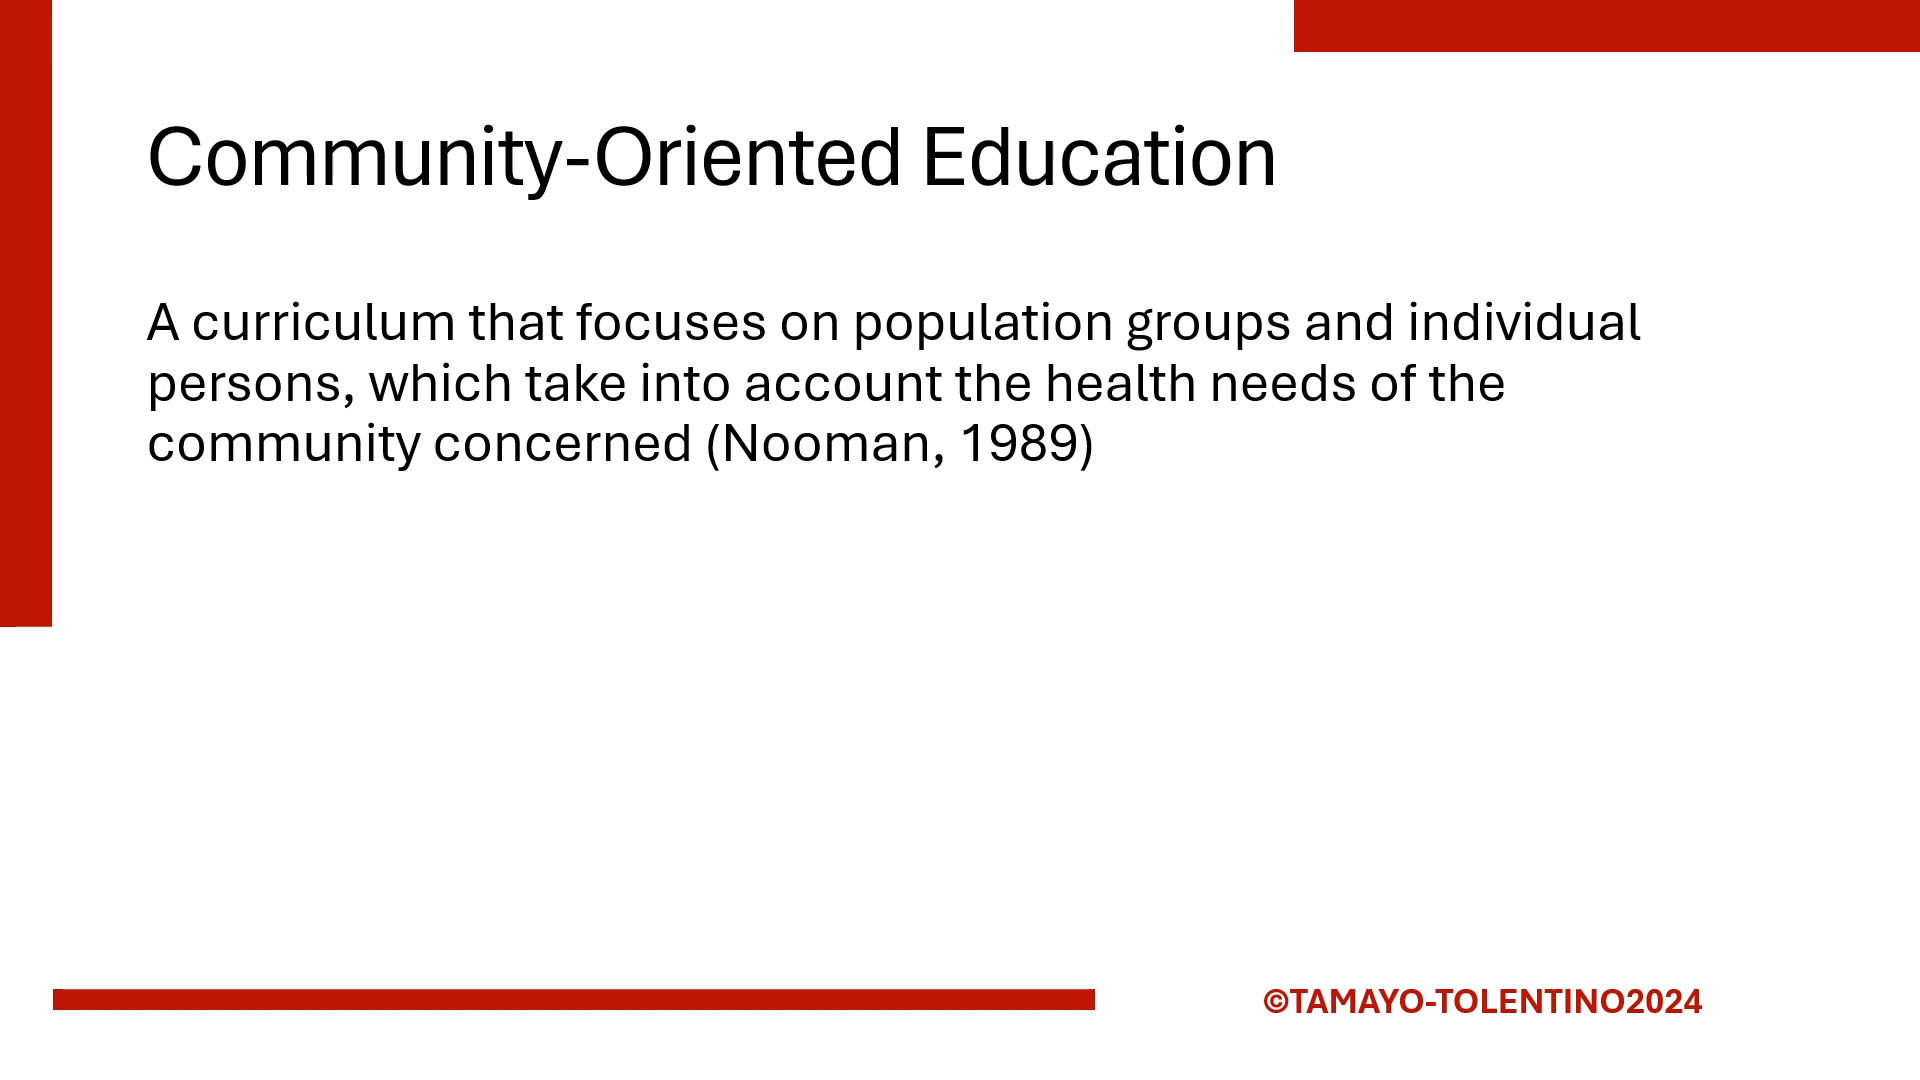 Community-Oriented Education
A curriculum that focuses on population groups and individual
persons, which take into account the health needs of the
community concerned (Nooman, 1989)
©TAMAYO-TOLENTINO2024